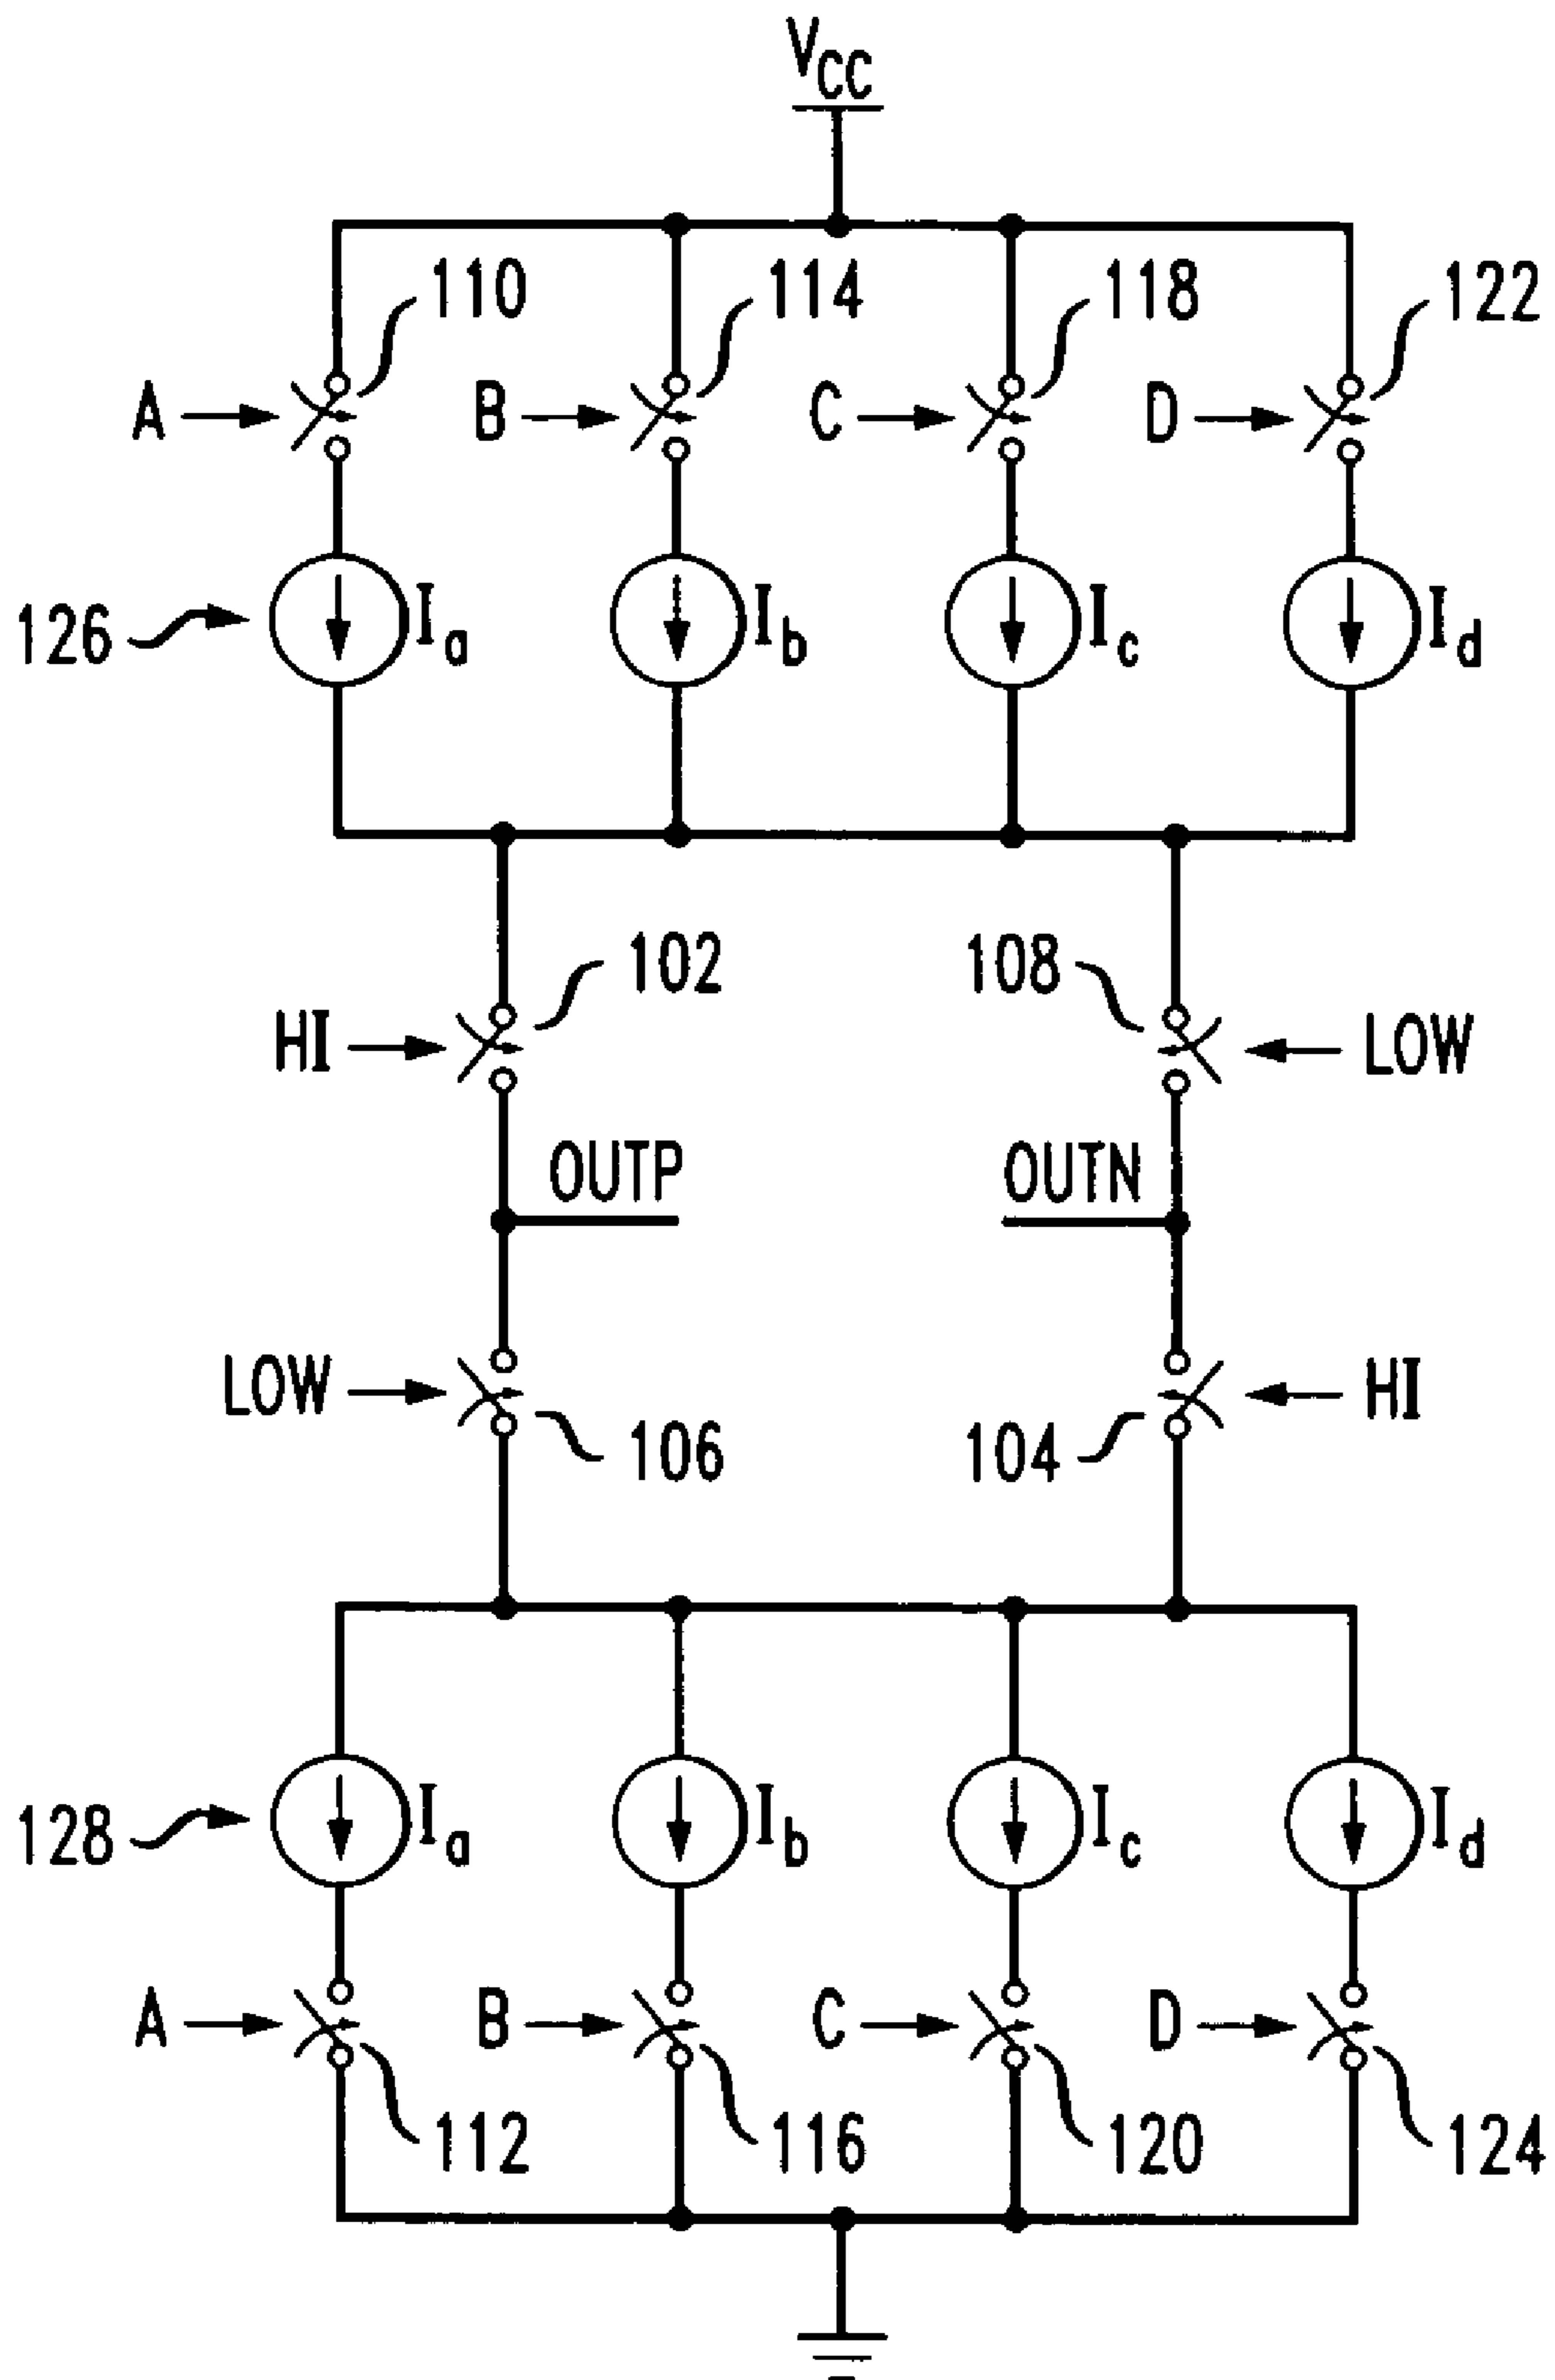 VCC
110 114 118 122
A B C D
126 Ia Ib Ic Id
102 108
HI LOW
OUTP OUTN
LOW HI
106 104
128 Ia Ib Ic Id
A B C D
112 116 120 124